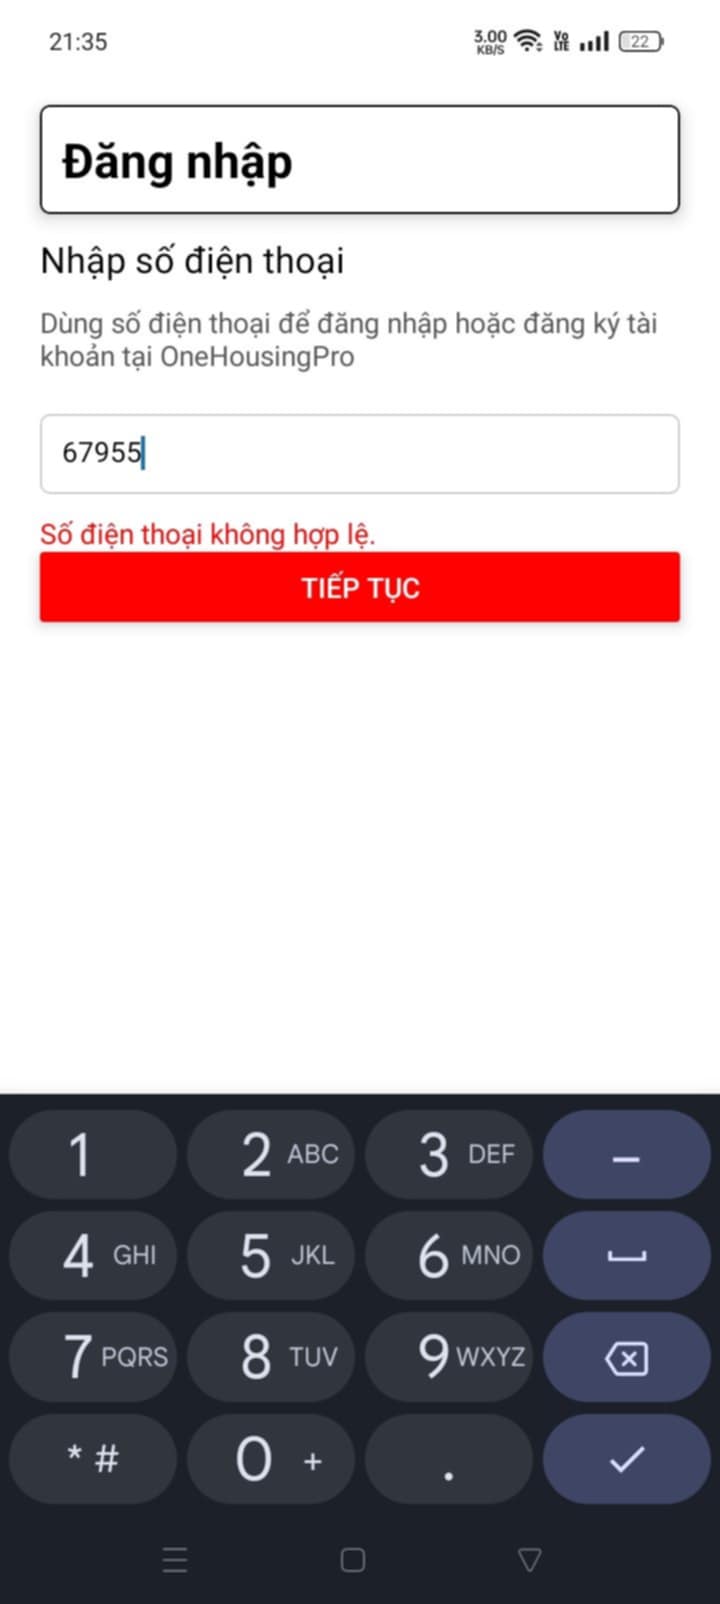 21:35 3.00 KB/S Vo LTE 22
Đăng nhập
Nhập số điện thoại
Dùng số điện thoại để đăng nhập hoặc đăng ký tài
khoản tại OneHousingPro
67955
Số điện thoại không hợp lệ.
TIẾP TỤC
1 2 ABC 3 DEF –
4 GHI 5 JKL 6 MNO
7 PQRS 8 TUV 9 WXYZ
* # 0 + .